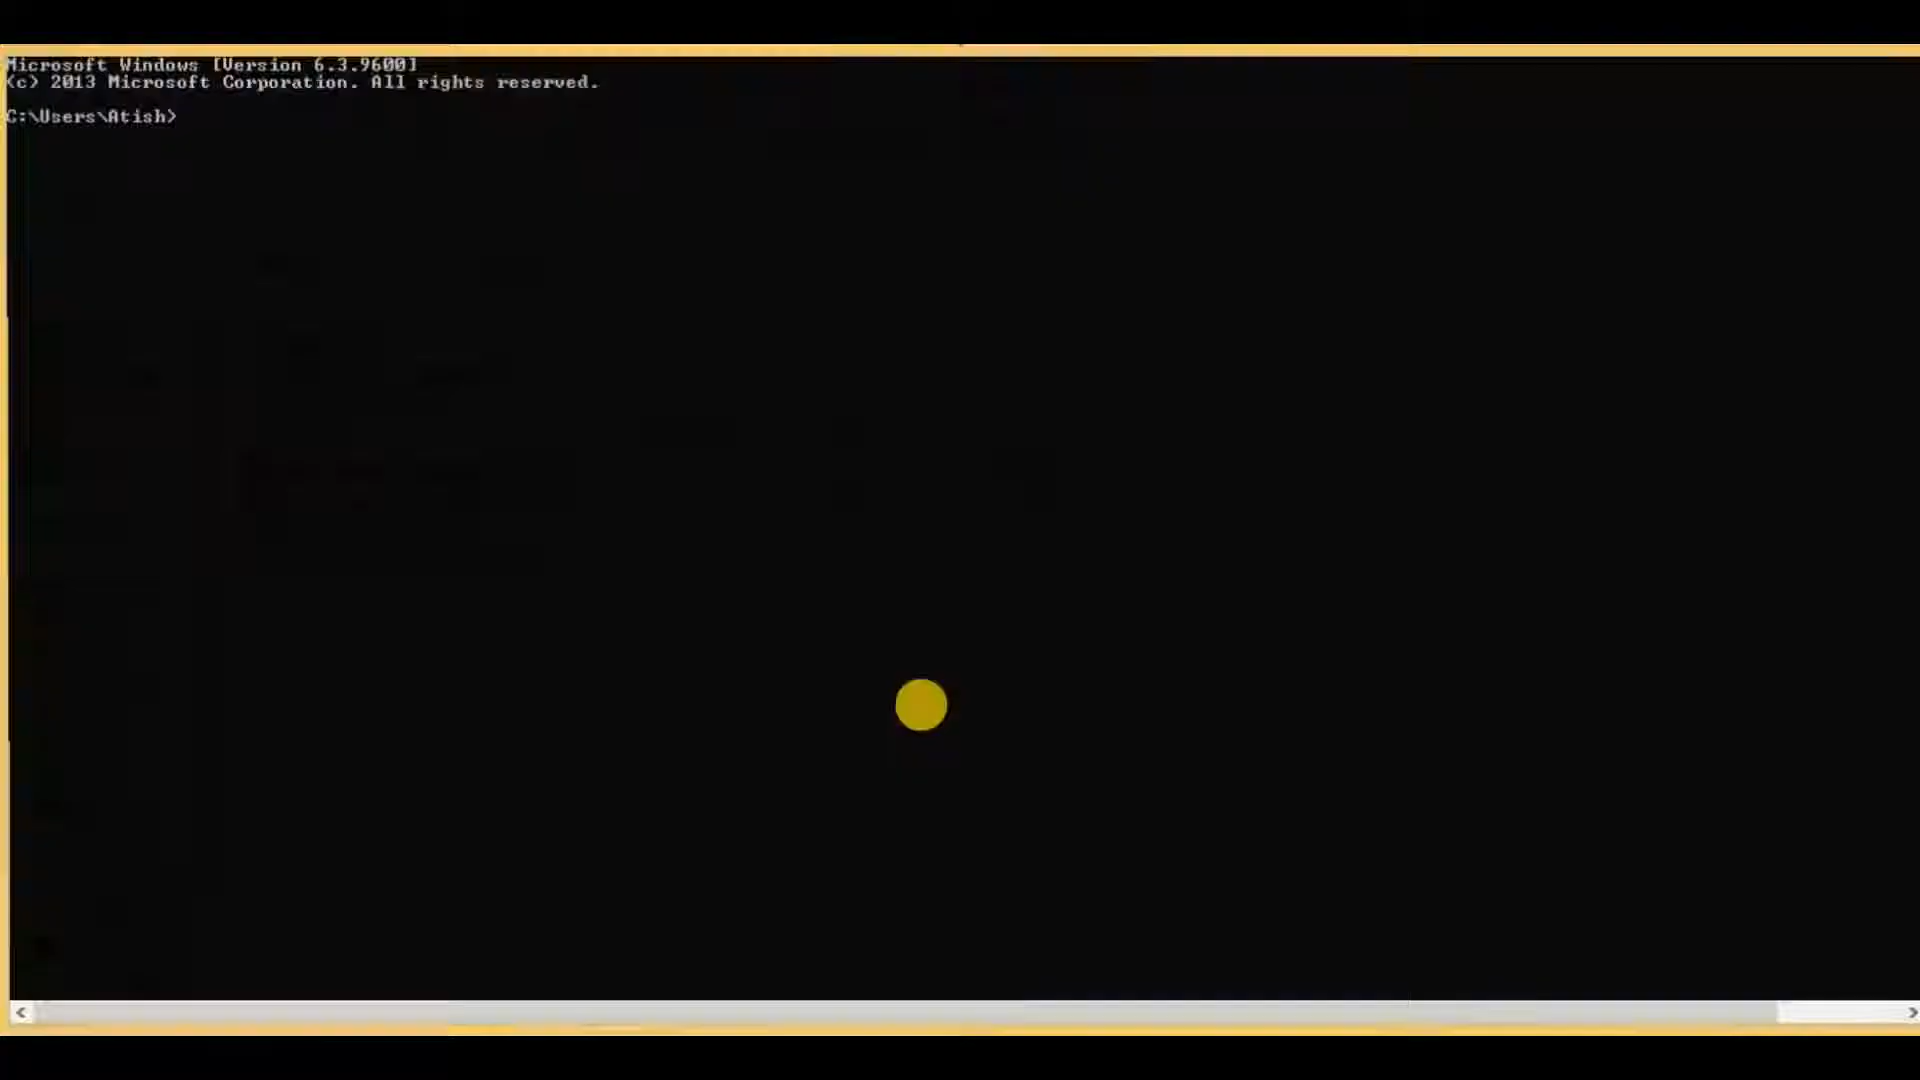 Microsoft Windows [Version 6.3.9600]
(c) 2013 Microsoft Corporation. All rights reserved.
C:\Users\Atish>